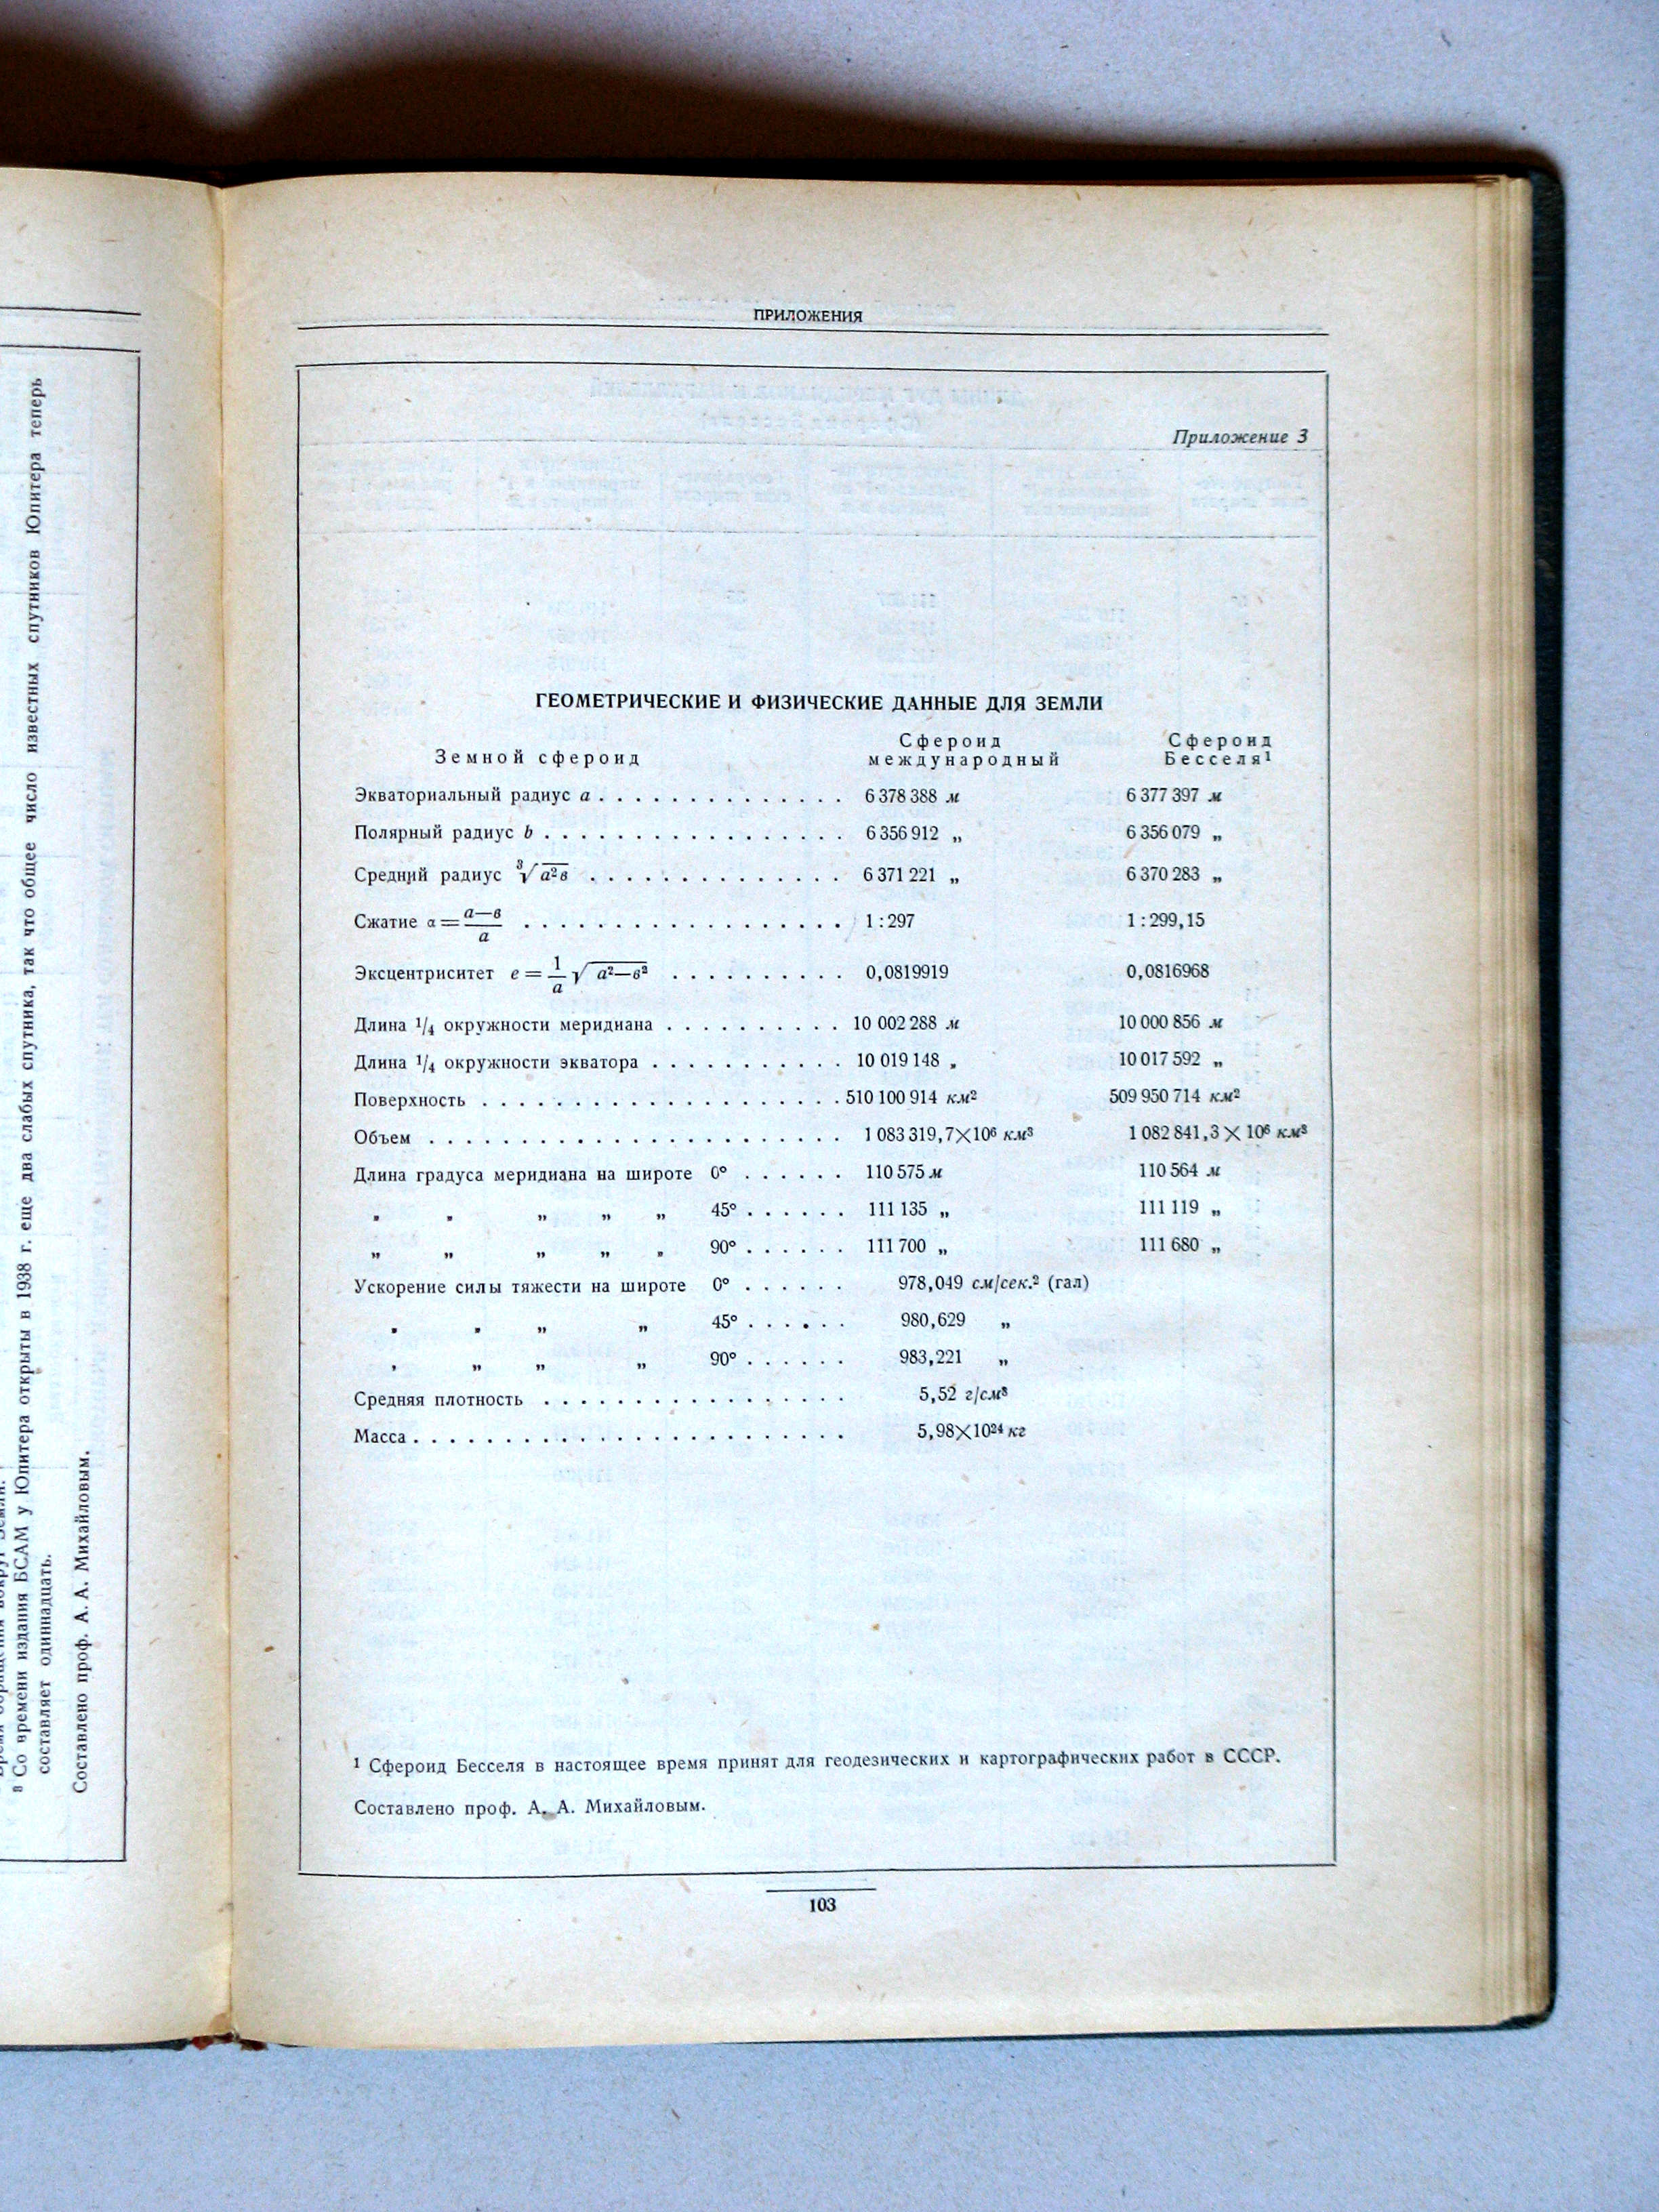 известных спутников Юпитера теперь
в Со времени издания БСАМ у Юпитера открыты в 1938 г. еще два слабых спутника, так что общее число
составляет одиннадцать.
Составлено проф. А. А. Михайловым.
ПРИЛОЖЕНИЯ
Приложение 3
ГЕОМЕТРИЧЕСКИЕ И ФИЗИЧЕСКИЕ ДАННЫЕ ДЛЯ ЗЕМЛИ
Земной сфероид Сфероид международный Сфероид Бесселя¹
Экваториальный радиус a . . . . . . . . . . . . . . 6 378 388 м 6 377 397 м
Полярный радиус b . . . . . . . . . . . . . . . . . 6 356 912 „ 6 356 079 „
Средний радиус ³√a²в . . . . . . . . . . . . . . 6 371 221 „ 6 370 283 „
Сжатие α = (a—в)/a . . . . . . . . . . . . . . . . . . 1 : 297 1 : 299,15
Эксцентриситет e = 1/a √a²—в² . . . . . . . . . . 0,0819919 0,0816968
Длина 1/4 окружности меридиана . . . . . . . . . . 10 002 288 м 10 000 856 м
Длина 1/4 окружности экватора . . . . . . . . . . . 10 019 148 „ 10 017 592 „
Поверхность . . . . . . . . . . . . . . . . . . . . 510 100 914 км² 509 950 714 км²
Объем . . . . . . . . . . . . . . . . . . . . . . . 1 083 319,7×10⁶ км³ 1 082 841,3 × 10⁶ км³
Длина градуса меридиана на широте 0° . . . . . . 110 575 м 110 564 м
„ „ „ „ „ 45° . . . . . . 111 135 „ 111 119 „
„ „ „ „ „ 90° . . . . . . 111 700 „ 111 680 „
Ускорение силы тяжести на широте 0° . . . . . . 978,049 см/сек.² (гал)
„ „ „ „ 45° . . . . . . 980,629 „
„ „ „ „ 90° . . . . . . 983,221 „
Средняя плотность . . . . . . . . . . . . . . . . . 5,52 г/см³
Масса . . . . . . . . . . . . . . . . . . . . . . . . 5,98×10²⁴ кг
¹ Сфероид Бесселя в настоящее время принят для геодезических и картографических работ в СССР.
Составлено проф. А. А. Михайловым.
103